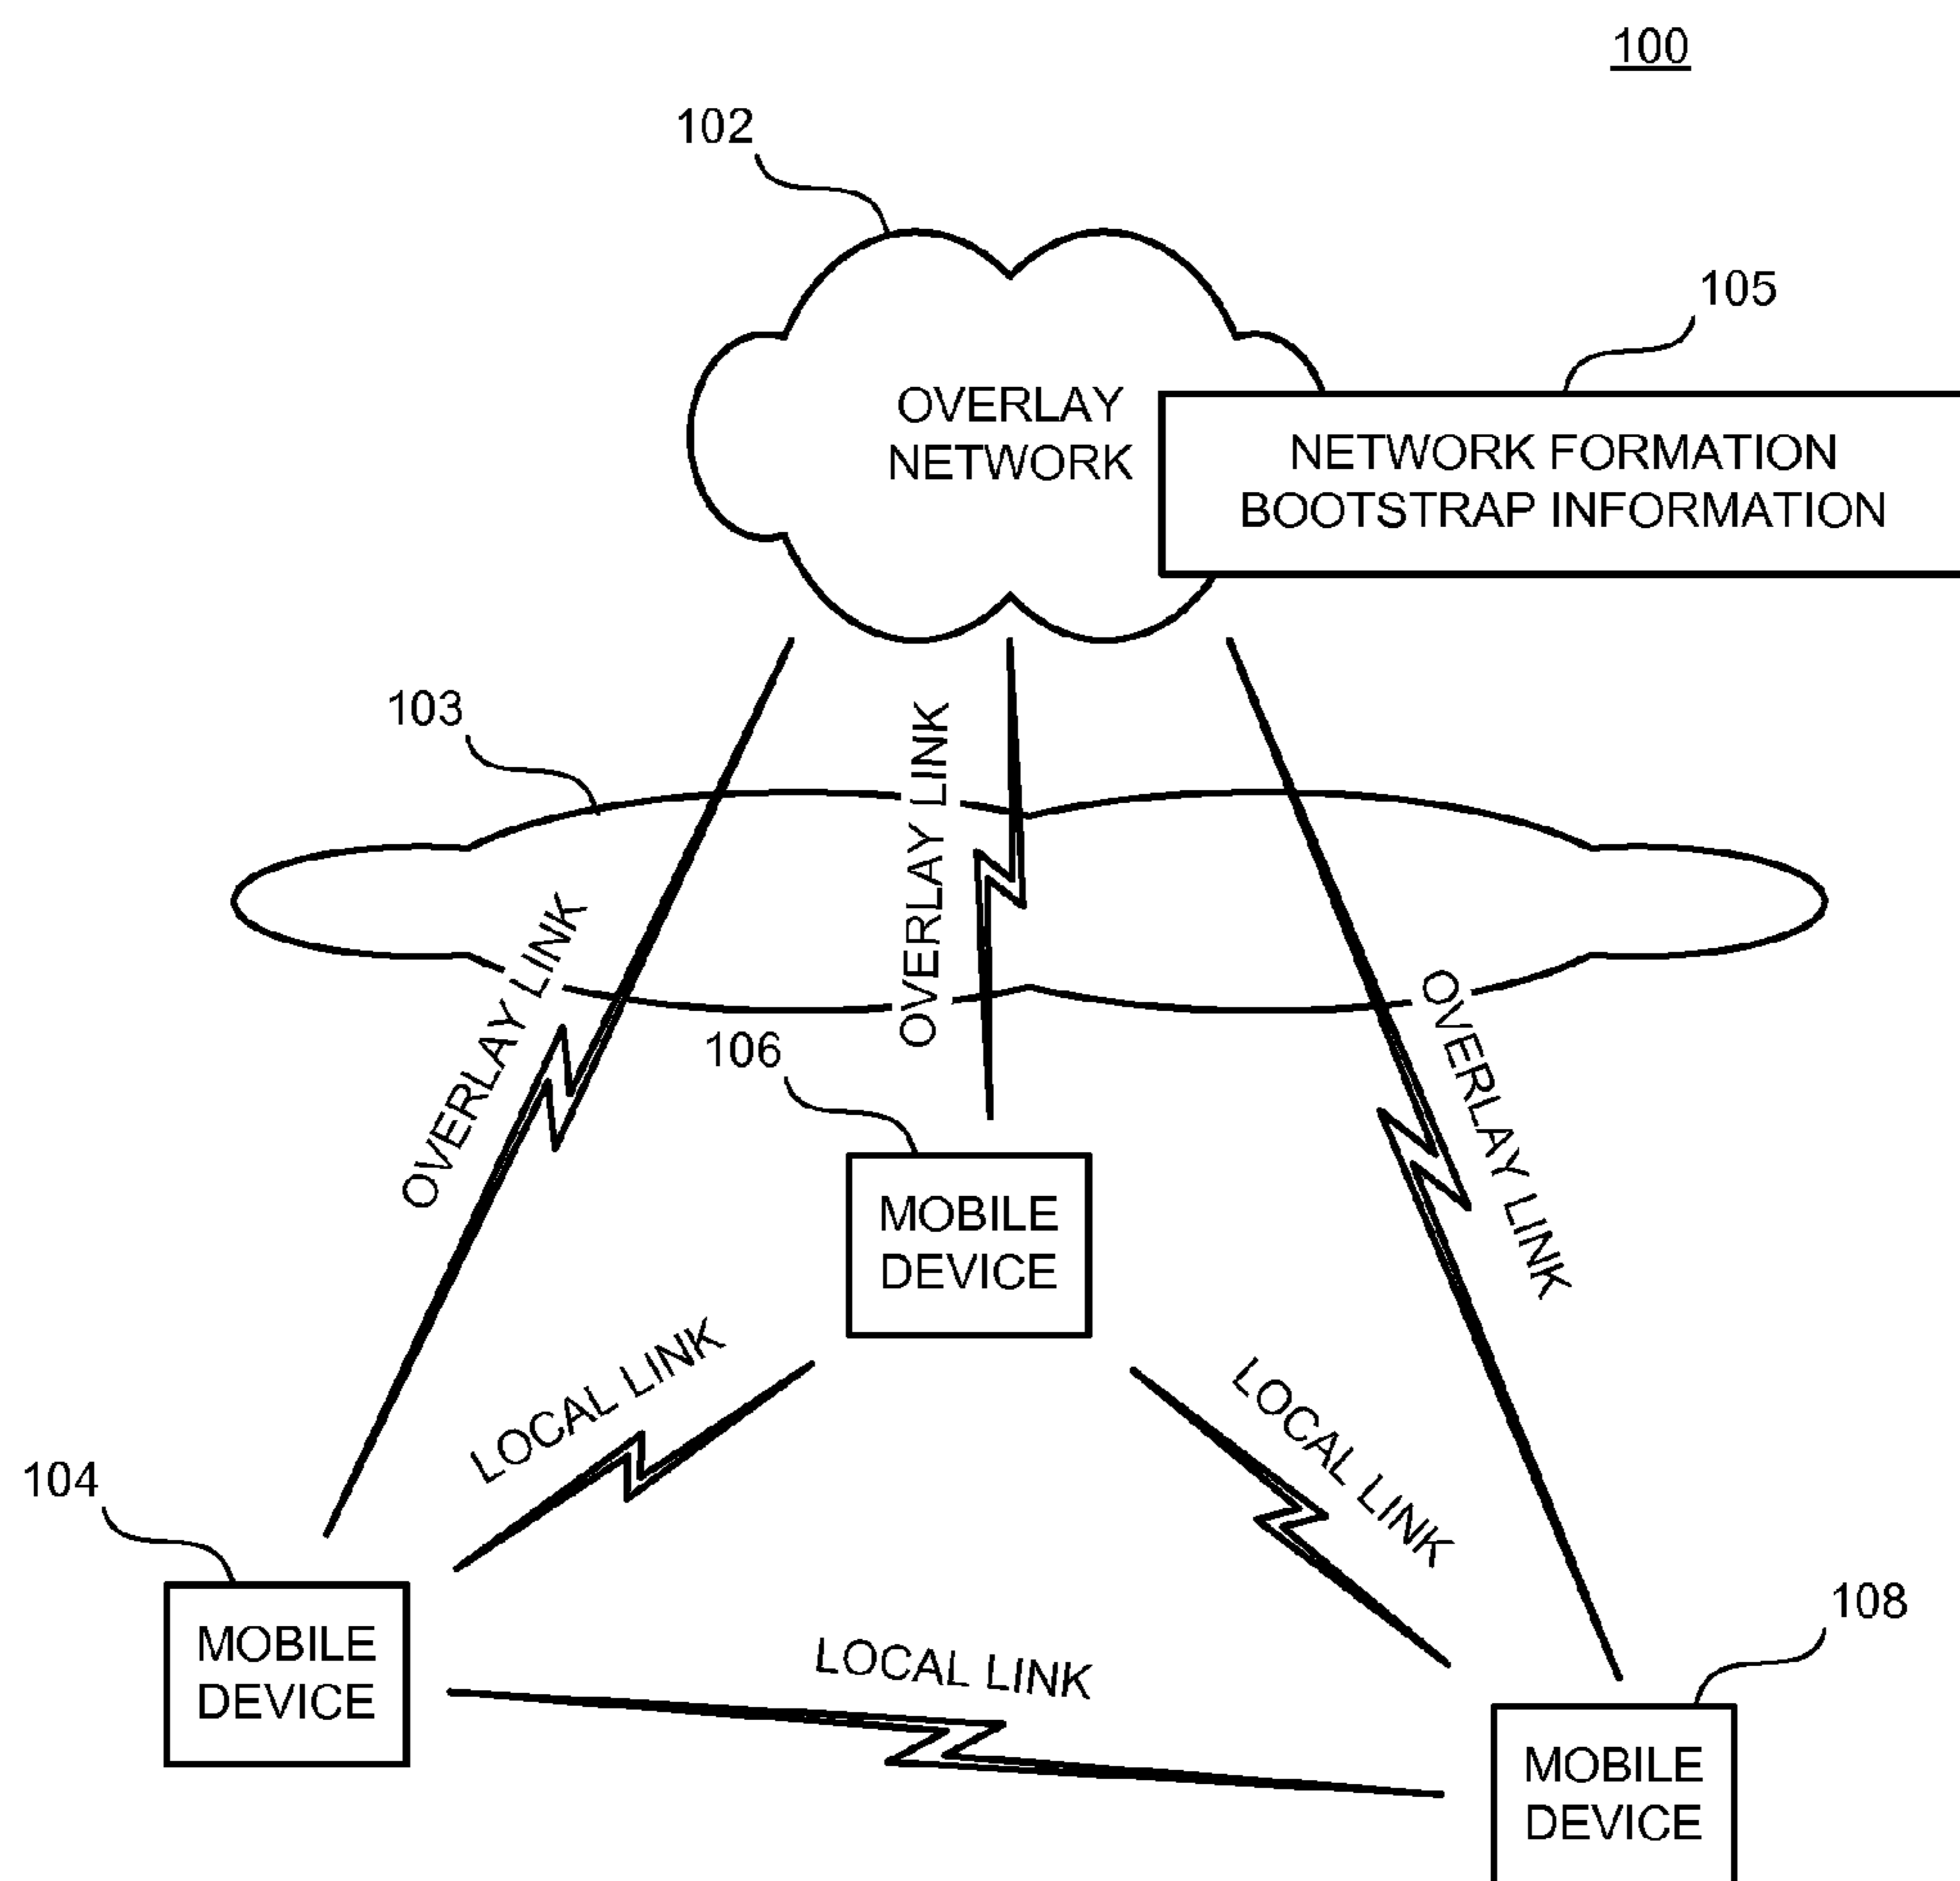 100
102
105
OVERLAY
NETWORK
NETWORK FORMATION
BOOTSTRAP INFORMATION
103
OVERLAY LINK
OVERLAY LINK
OVERLAY LINK
106
MOBILE
DEVICE
LOCAL LINK
LOCAL LINK
104
MOBILE
DEVICE
LOCAL LINK
108
MOBILE
DEVICE